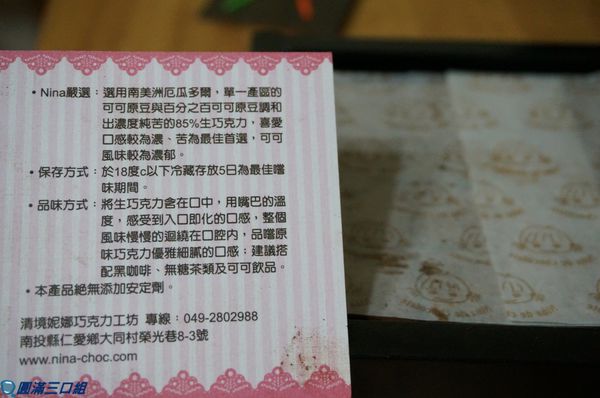 • Nina嚴選：選用南美洲厄瓜多爾，單一產區的
可可原豆與百分之百可可原豆調和
出濃度純苦的85%生巧克力，喜愛
口感較為濃、苦為最佳首選，可可
風味較為濃郁。
• 保存方式：於18度c以下冷藏存放5日為最佳嚐
味期間。
• 品味方式：將生巧克力含在口中，用嘴巴的溫
度，感受到入口即化的口感，整個
風味慢慢的迴繞在口腔內，品嚐原
味巧克力優雅細膩的口感；建議搭
配黑咖啡、無糖茶類及可可飲品。
• 本產品絕無添加安定劑。
清境妮娜巧克力工坊 專線：049-2802988
南投縣仁愛鄉大同村榮光巷8-3號
www.nina-choc.com
圓滿三口組